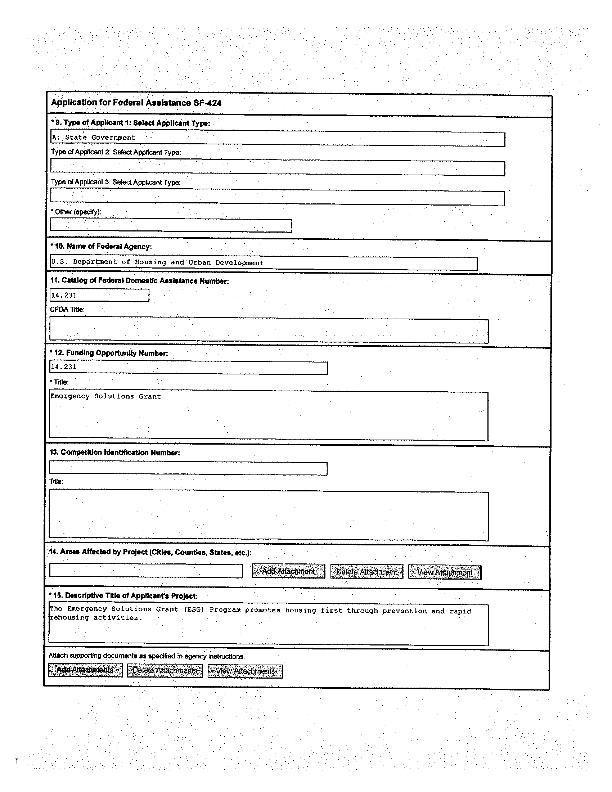 Application for Federal Assistance SF-424
* 9. Type of Applicant 1: Select Applicant Type:
A: State Government
Type of Applicant 2: Select Applicant Type:
Type of Applicant 3: Select Applicant Type:
* Other (specify):
* 10. Name of Federal Agency:
U.S. Department of Housing and Urban Development
11. Catalog of Federal Domestic Assistance Number:
14.231
CFDA Title:
* 12. Funding Opportunity Number:
14.231
* Title:
Emergency Solutions Grant
13. Competition Identification Number:
Title:
14. Areas Affected by Project (Cities, Counties, States, etc.):
Add Attachment Delete Attachment View Attachment
* 15. Descriptive Title of Applicant's Project:
The Emergency Solutions Grant (ESG) Program promotes housing first through prevention and rapid
rehousing activities.
Attach supporting documents as specified in agency instructions.
Add Attachments Delete Attachments View Attachments